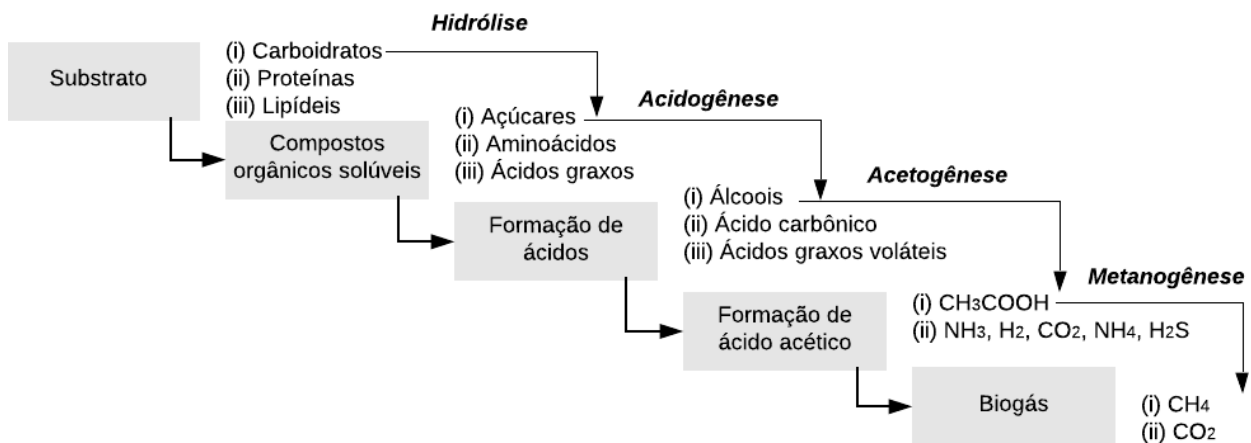 Hidrólise
Substrato
(i) Carboidratos
(ii) Proteínas
(iii) Lipídeis
Acidogênese
Compostos
orgânicos solúveis
(i) Açúcares
(ii) Aminoácidos
(iii) Ácidos graxos
Acetogênese
Formação de
ácidos
(i) Álcoois
(ii) Ácido carbônico
(iii) Ácidos graxos voláteis
Metanogênese
Formação de
ácido acético
(i) CH3COOH
(ii) NH3, H2, CO2, NH4, H2S
Biogás
(i) CH4
(ii) CO2